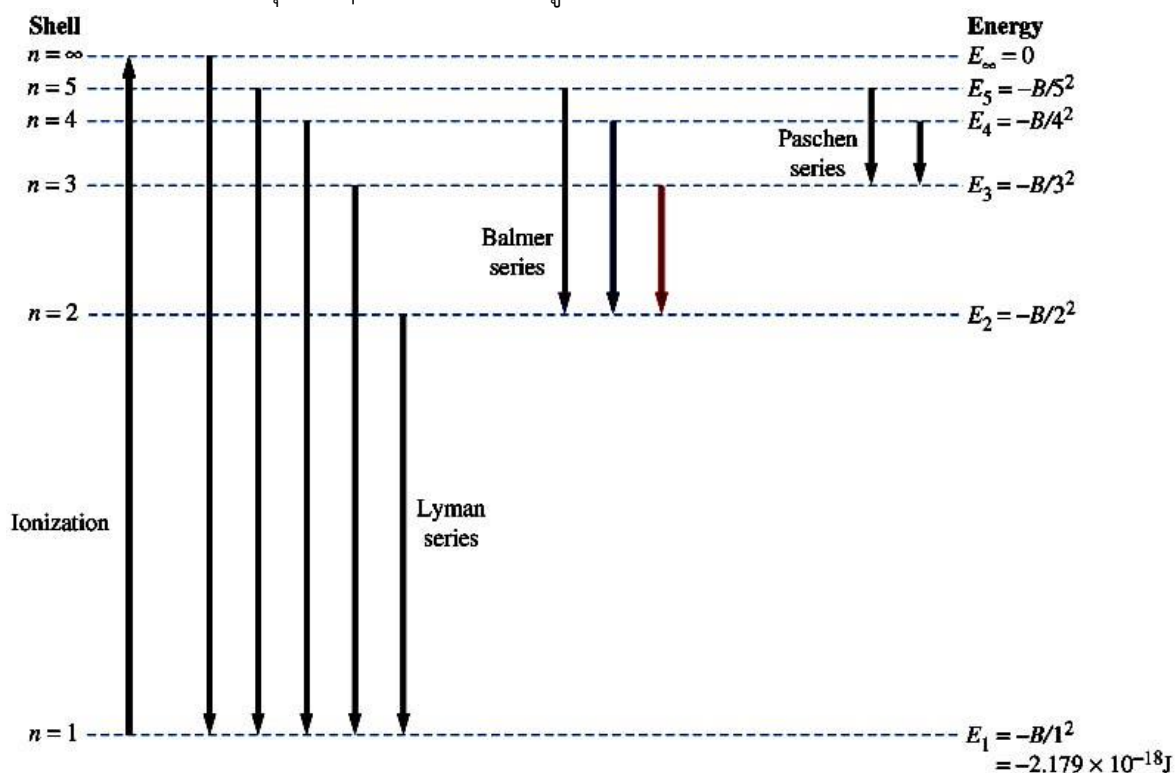 Shell
Energy
n = ∞
E∞ = 0
n = 5
E5 = –B/5²
n = 4
E4 = –B/4²
Paschen
series
n = 3
E3 = –B/3²
Balmer
series
n = 2
E2 = –B/2²
Ionization
Lyman
series
n = 1
E1 = –B/1²
= –2.179 × 10⁻¹⁸J